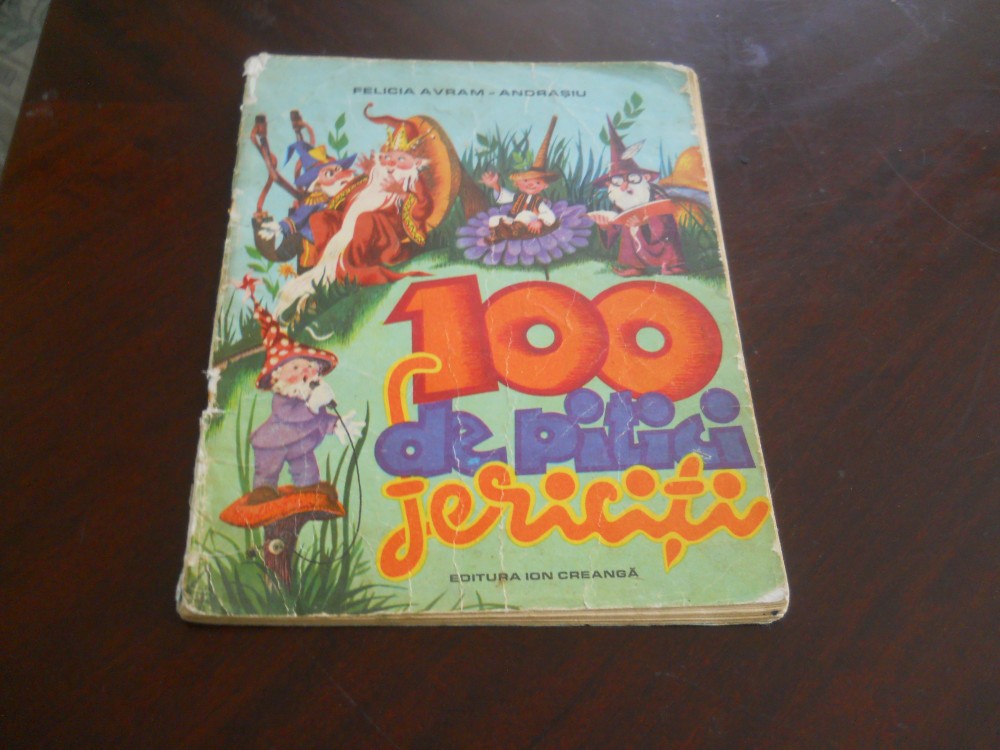 FELICIA AVRAM - ANDRAȘIU
100
de pitici
fericiți
EDITURA ION CREANGĂ